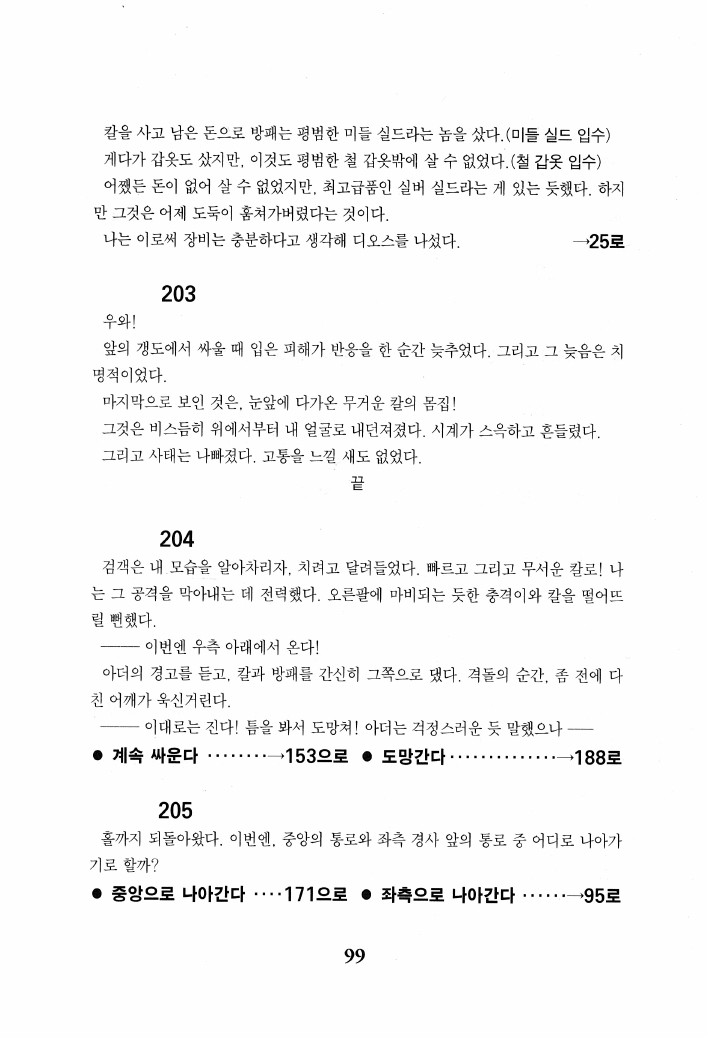 칼을 사고 남은 돈으로 방패는 평범한 미들 실드라는 놈을 샀다.(미들 실드 입수)
게다가 갑옷도 샀지만, 이것도 평범한 철 갑옷밖에 살 수 없었다.(철 갑옷 입수)
어쨌든 돈이 없어 살 수 없었지만, 최고급품인 실버 실드라는 게 있는 듯했다. 하지
만 그것은 어제 도둑이 훔쳐가버렸다는 것이다.
나는 이로써 장비는 충분하다고 생각해 디오스를 나섰다. →25로
203
우와!
앞의 갱도에서 싸울 때 입은 피해가 반응을 한 순간 늦추었다. 그리고 그 늦음은 치
명적이었다.
마지막으로 보인 것은, 눈앞에 다가온 무거운 칼의 몸집!
그것은 비스듬히 위에서부터 내 얼굴로 내던져졌다. 시계가 스윽하고 흔들렸다.
그리고 사태는 나빠졌다. 고통을 느낄 새도 없었다.
끝
204
검객은 내 모습을 알아차리자, 치려고 달려들었다. 빠르고 그리고 무서운 칼로! 나
는 그 공격을 막아내는 데 전력했다. 오른팔에 마비되는 듯한 충격이와 칼을 떨어뜨
릴 뻔했다.
─── 이번엔 우측 아래에서 온다!
아더의 경고를 듣고, 칼과 방패를 간신히 그쪽으로 댔다. 격돌의 순간, 좀 전에 다
친 어깨가 욱신거린다.
─── 이대로는 진다! 틈을 봐서 도망쳐! 아더는 걱정스러운 듯 말했으나 ──
● 계속 싸운다 ········→153으로 ● 도망간다··············→188로
205
홀까지 되돌아왔다. 이번엔, 중앙의 통로와 좌측 경사 앞의 통로 중 어디로 나아가
기로 할까?
● 중앙으로 나아간다 ····171으로 ● 좌측으로 나아간다 ······→95로
99